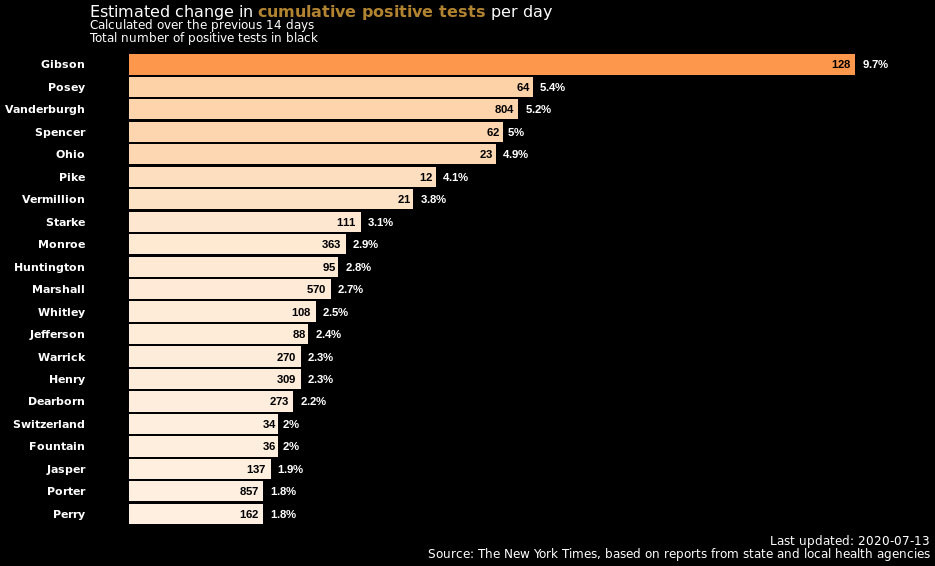 Estimated change in cumulative positive tests per day
Calculated over the previous 14 days
Total number of positive tests in black
Gibson 128 9.7%
Posey 64 5.4%
Vanderburgh 804 5.2%
Spencer 62 5%
Ohio 23 4.9%
Pike 12 4.1%
Vermillion 21 3.8%
Starke 111 3.1%
Monroe 363 2.9%
Huntington 95 2.8%
Marshall 570 2.7%
Whitley 108 2.5%
Jefferson 88 2.4%
Warrick 270 2.3%
Henry 309 2.3%
Dearborn 273 2.2%
Switzerland 34 2%
Fountain 36 2%
Jasper 137 1.9%
Porter 857 1.8%
Perry 162 1.8%
Last updated: 2020-07-13
Source: The New York Times, based on reports from state and local health agencies